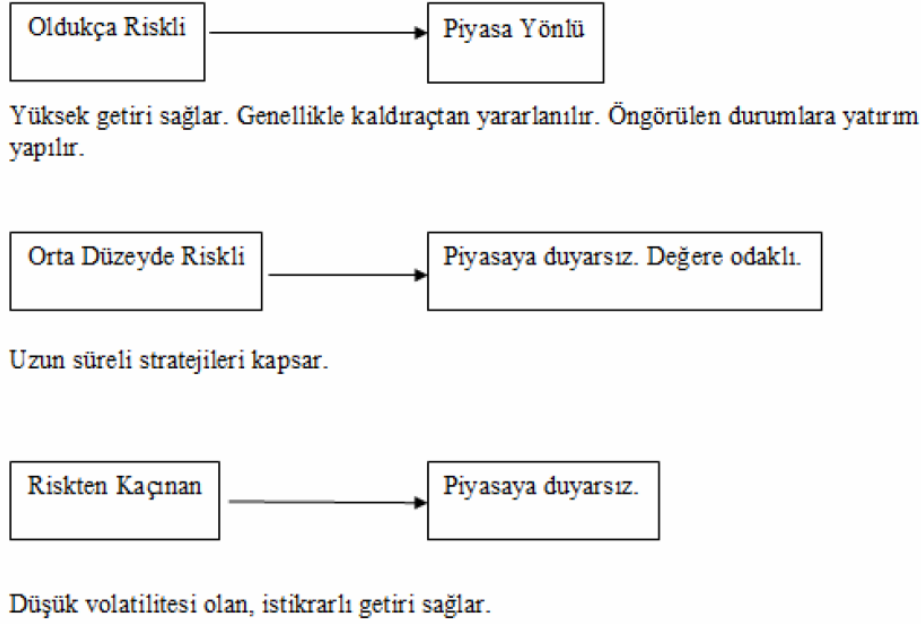 Oldukça Riskli
Piyasa Yönlü
Yüksek getiri sağlar. Genellikle kaldıraçtan yararlanılır. Öngörülen durumlara yatırım
yapılır.
Orta Düzeyde Riskli
Piyasaya duyarsız. Değere odaklı.
Uzun süreli stratejileri kapsar.
Riskten Kaçınan
Piyasaya duyarsız.
Düşük volatilitesi olan, istikrarlı getiri sağlar.